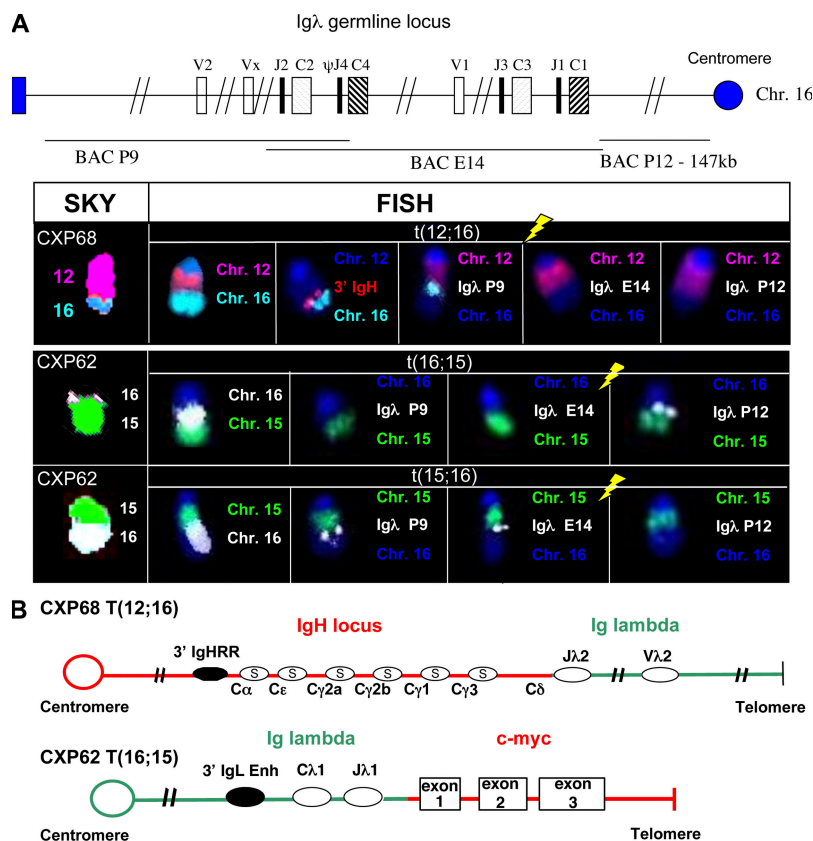 A
Igλ germline locus
V2 Vx J2 C2 ψJ4 C4 V1 J3 C3 J1 C1 Centromere
Chr. 16
BAC P9 BAC E14 BAC P12 - 147kb
SKY FISH
CXP68 t(12;16)
12 16
Chr. 12 Chr. 16
Chr. 12 3' IgH Chr. 16
Chr. 12 Igλ P9 Chr. 16
Chr. 12 Igλ E14 Chr. 16
Chr. 12 Igλ P12 Chr. 16
CXP62 t(16;15)
16 15
Chr. 16 Chr. 15
Chr. 16 Igλ P9 Chr. 15
Chr. 16 Igλ E14 Chr. 15
Chr. 16 Igλ P12 Chr. 15
CXP62 t(15;16)
15 16
Chr. 15 Chr. 16
Chr. 15 Igλ P9 Chr. 16
Chr. 15 Igλ E14 Chr. 16
Chr. 15 Igλ P12 Chr. 16
B
CXP68 T(12;16)
IgH locus Ig lambda
3' IgHRR Jλ2 Vλ2
S S S S S S
Cα Cε Cγ2a Cγ2b Cγ1 Cγ3 Cδ
Centromere Telomere
CXP62 T(16;15)
Ig lambda c-myc
3' IgL Enh Cλ1 Jλ1
exon 1 exon 2 exon 3
Centromere Telomere